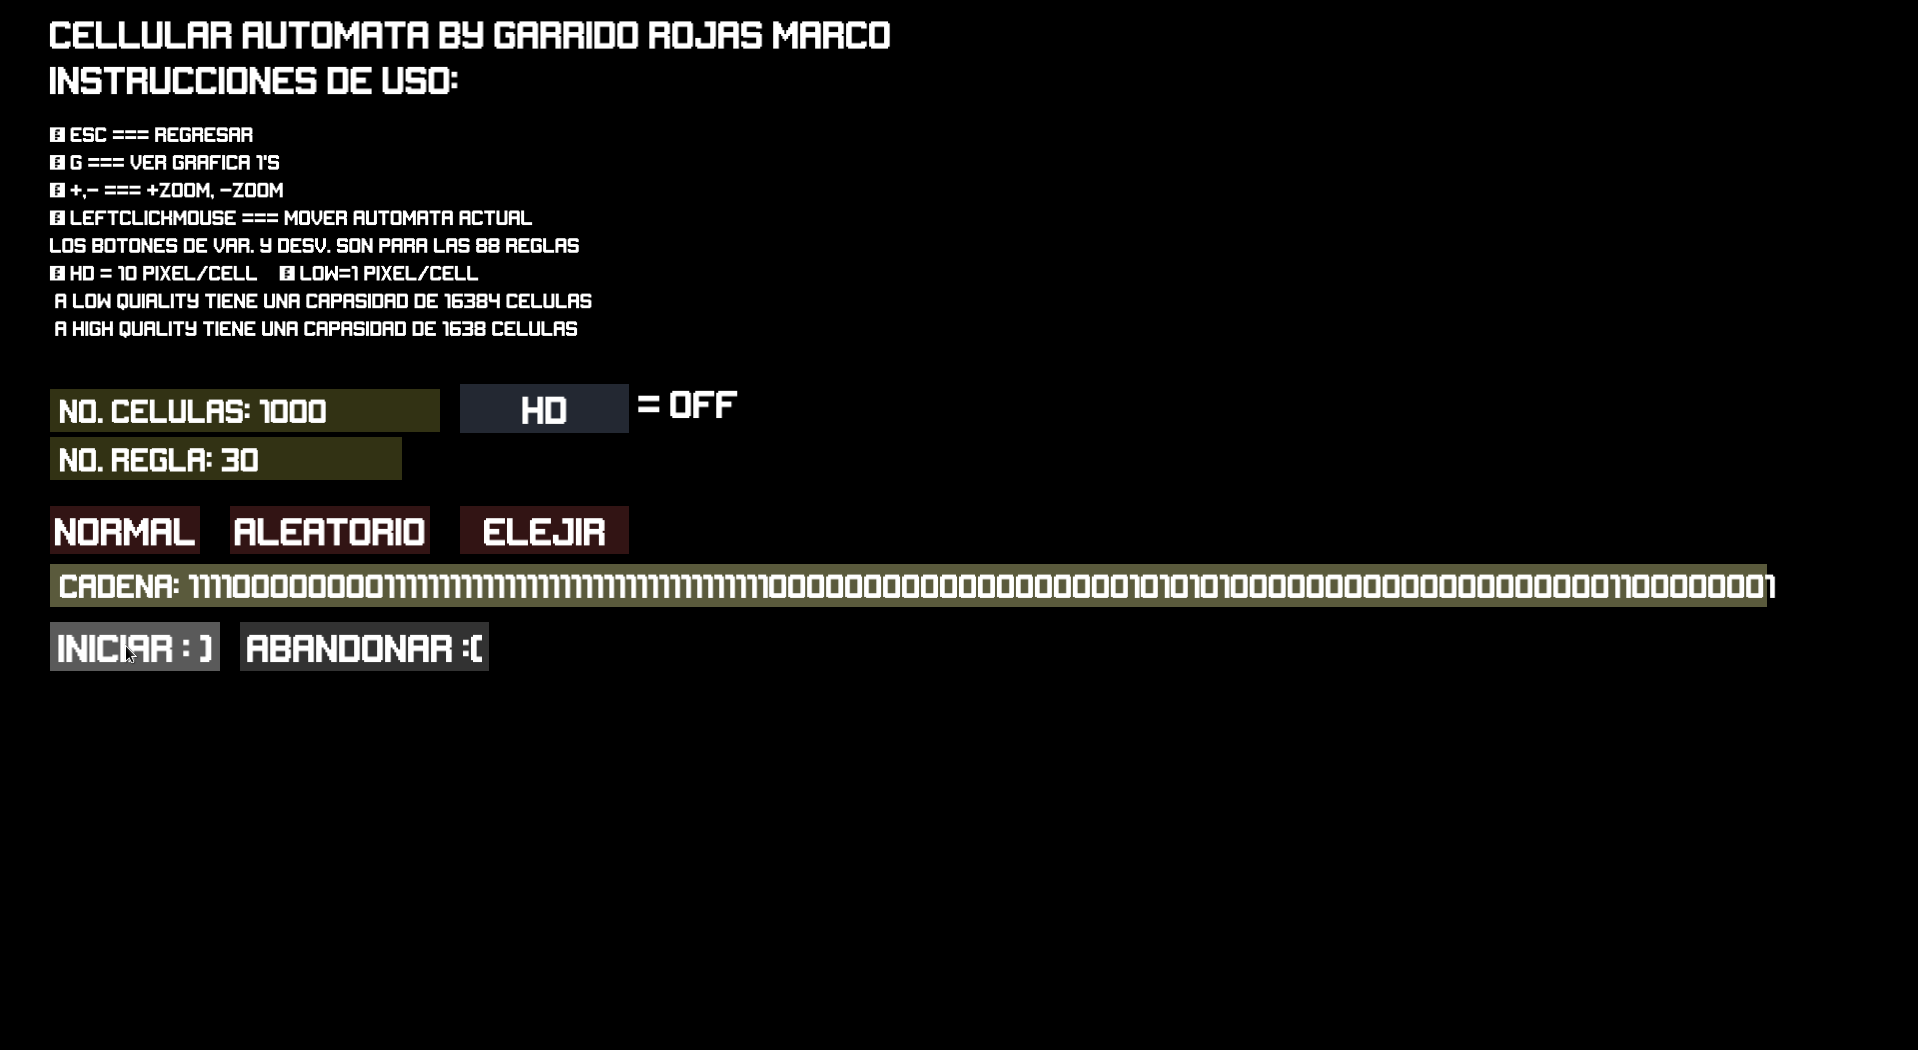 CELLULAR AUTOMATA BY GARRIDO ROJAS MARCO
INSTRUCCIONES DE USO:
ESC === REGRESAR
G === VER GRAFICA 1'S
+,- === +ZOOM, -ZOOM
LEFTCLICKMOUSE === MOVER AUTOMATA ACTUAL
LOS BOTONES DE VAR. Y DESV. SON PARA LAS 88 REGLAS
HD = 10 PIXEL/CELL LOW=1 PIXEL/CELL
A LOW QUIALITY TIENE UNA CAPASIDAD DE 16384 CELULAS
A HIGH QUALITY TIENE UNA CAPASIDAD DE 1638 CELULAS
NO. CELULAS: 1000 HD = OFF
NO. REGLA: 30
NORMAL ALEATORIO ELEJIR
CADENA: 1111000000001111111111111111111111111111111111100000000000000000001010101000000000000000000001100000001
INICIAR : ) ABANDONAR :(